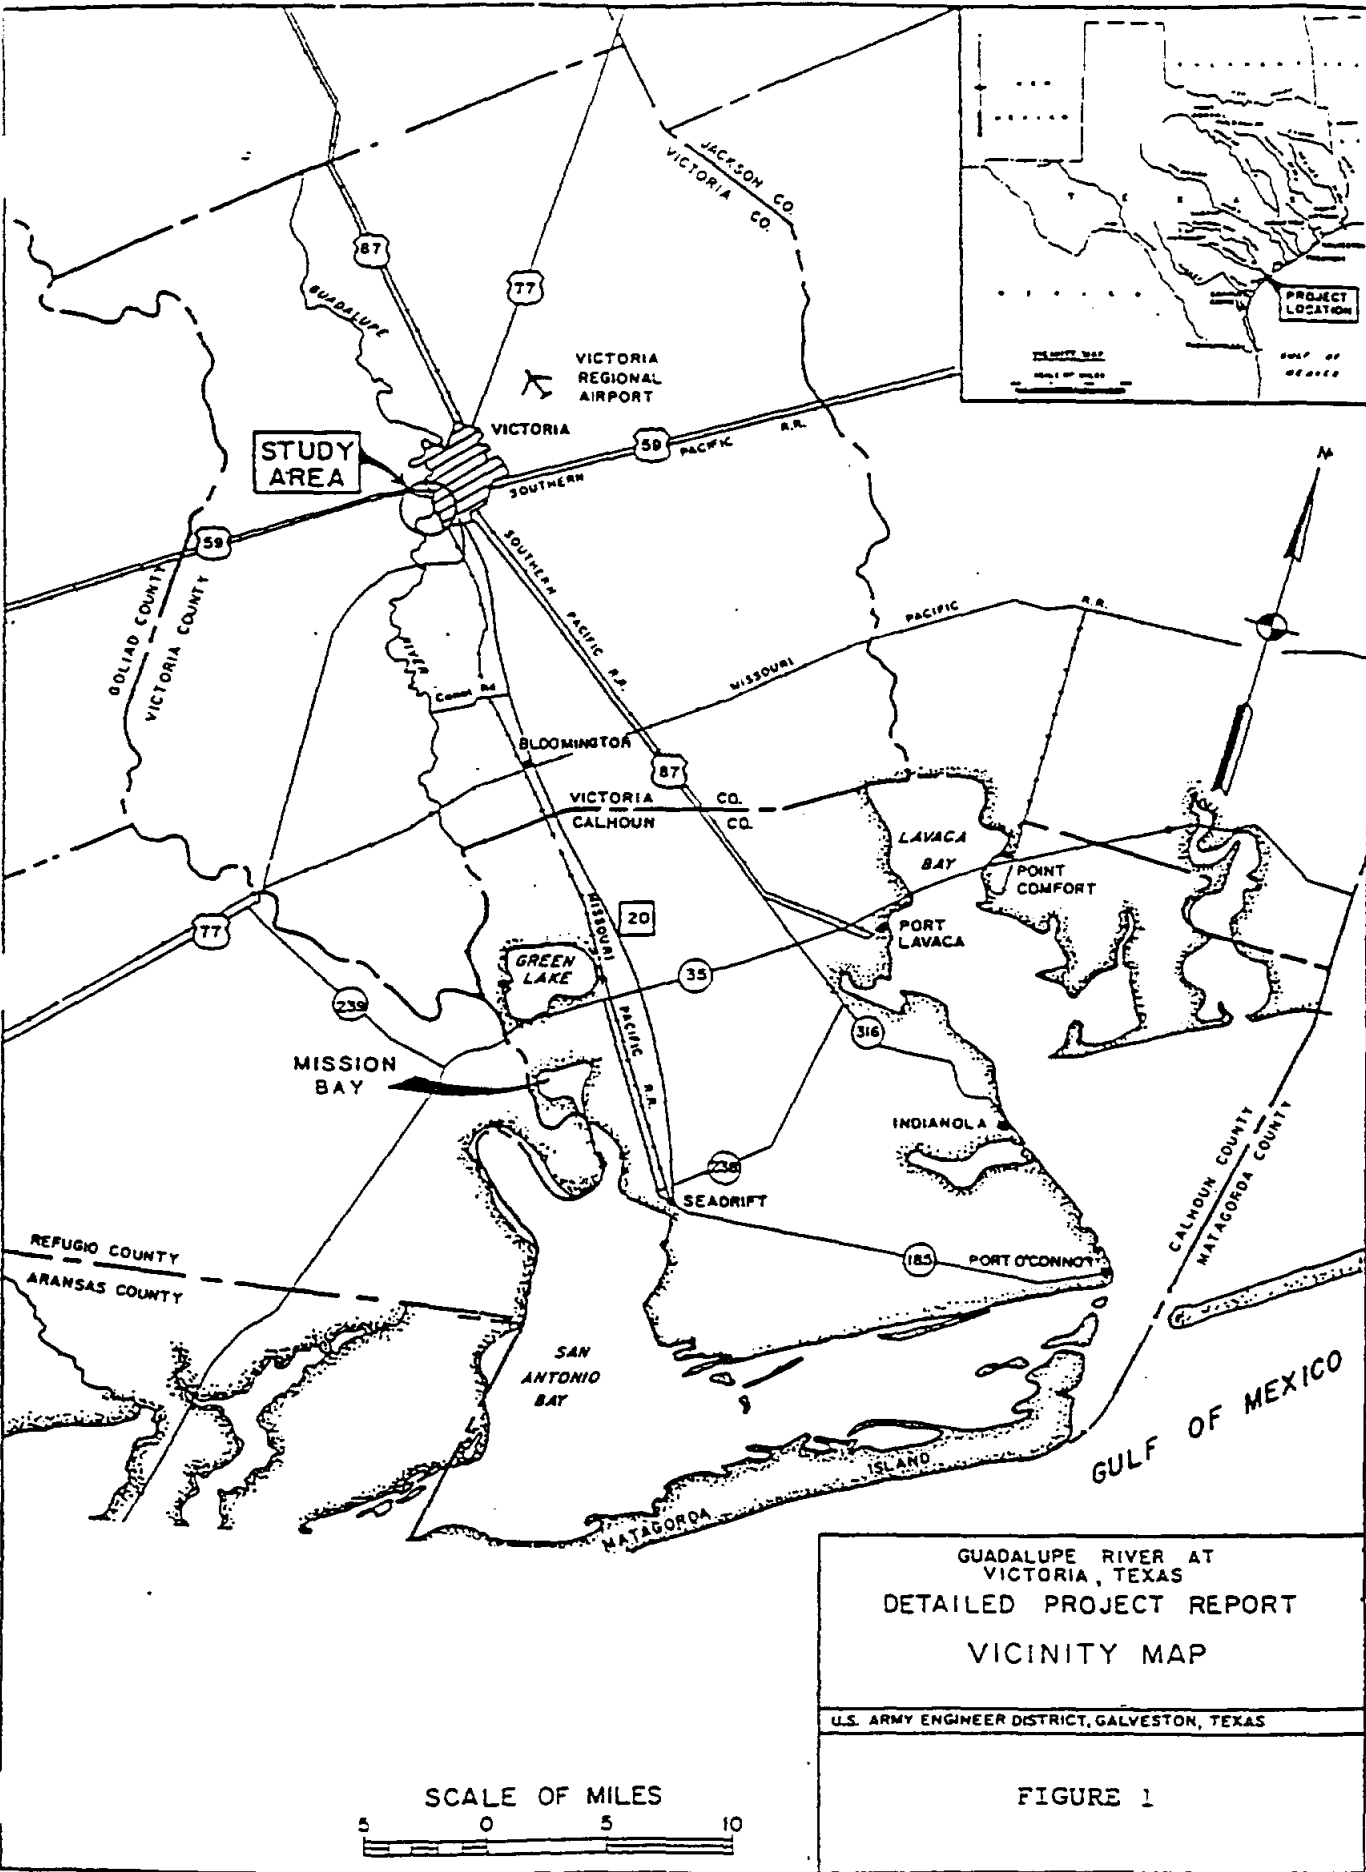 JACKSON CO.
VICTORIA CO.
87
77
GUADALUPE
VICTORIA
REGIONAL
AIRPORT
PROJECT
LOCATION
GULF OF
MEXICO
VICTORIA
59
PACIFIC
R.R.
STUDY
AREA
SOUTHERN
N
59
SOUTHERN PACIFIC R.R.
GOLIAD COUNTY
VICTORIA COUNTY
RIVER
Canal Rd
MISSOURI
PACIFIC
R.R.
BLOOMINGTON
87
VICTORIA CO.
CALHOUN CO.
LAVACA
BAY
POINT
COMFORT
77
MISSOURI
20
PORT
LAVACA
GREEN
LAKE
35
239
PACIFIC
R.R.
316
MISSION
BAY
INDIANOLA
CALHOUN COUNTY
MATAGORDA COUNTY
238
SEADRIFT
185
PORT O'CONNOR
REFUGIO COUNTY
ARANSAS COUNTY
SAN
ANTONIO
BAY
GULF OF MEXICO
MATAGORDA ISLAND
GUADALUPE RIVER AT
VICTORIA, TEXAS
DETAILED PROJECT REPORT
VICINITY MAP
U.S. ARMY ENGINEER DISTRICT, GALVESTON, TEXAS
FIGURE 1
SCALE OF MILES
5 0 5 10